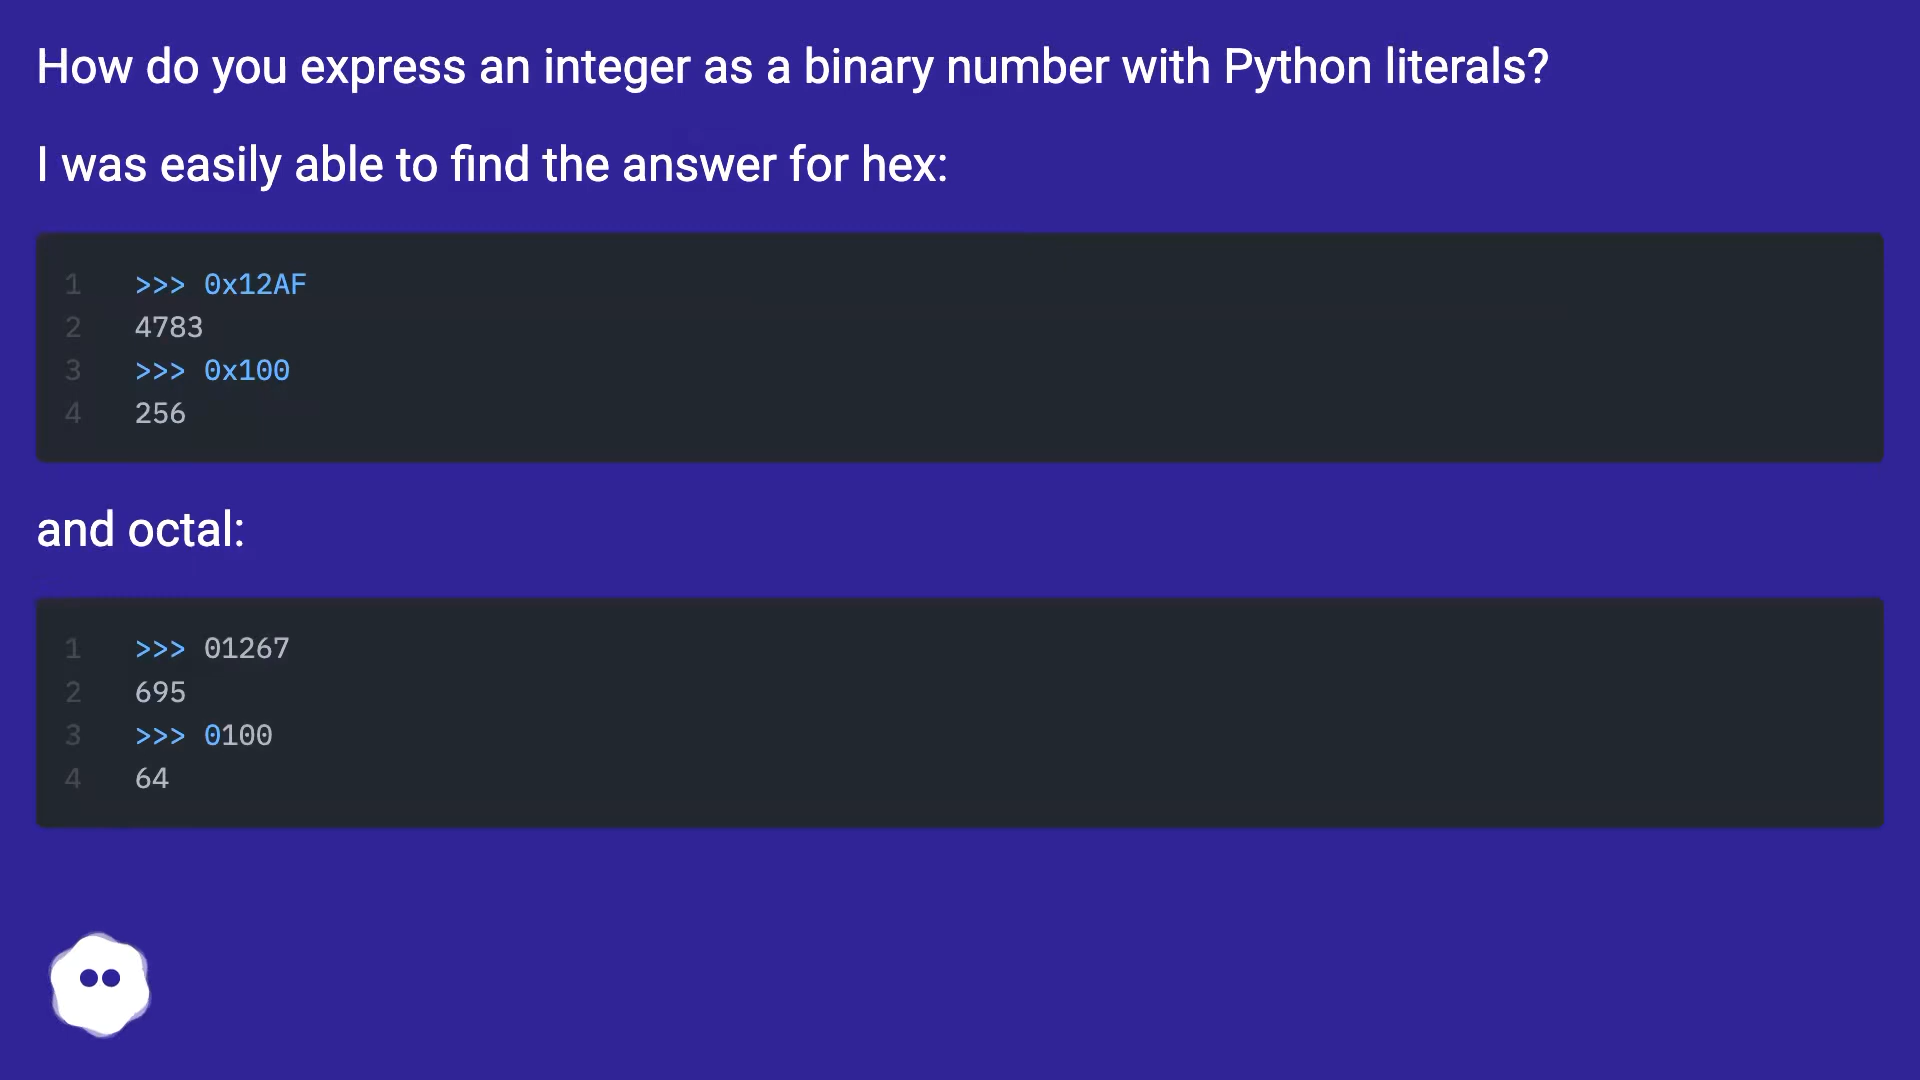 How do you express an integer as a binary number with Python literals?
I was easily able to find the answer for hex:
1 >>> 0x12AF
2 4783
3 >>> 0x100
4 256
and octal:
1 >>> 01267
2 695
3 >>> 0100
4 64